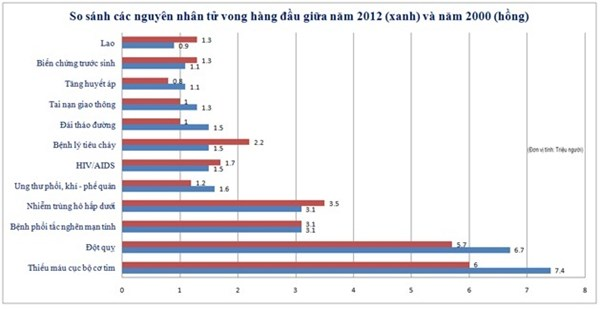 So sánh các nguyên nhân tử vong hàng đầu giữa năm 2012 (xanh) và năm 2000 (hồng)
Lao 1.3
0.9
Biến chứng trước sinh 1.3
1.1
Tăng huyết áp 0.8
1.1
Tai nạn giao thông 1
1.3
Đái tháo đường 1
1.5
Bệnh lý tiêu chảy 2.2
1.5
(Đơn vị tính: Triệu người)
HIV/AIDS 1.7
1.5
Ung thư phổi, khí - phế quản 1.2
1.6
Nhiễm trùng hô hấp dưới 3.5
3.1
Bệnh phổi tắc nghẽn mạn tính 3.1
3.1
Đột quỵ 5.7
6.7
Thiếu máu cục bộ cơ tim 6
7.4
0 1 2 3 4 5 6 7 8